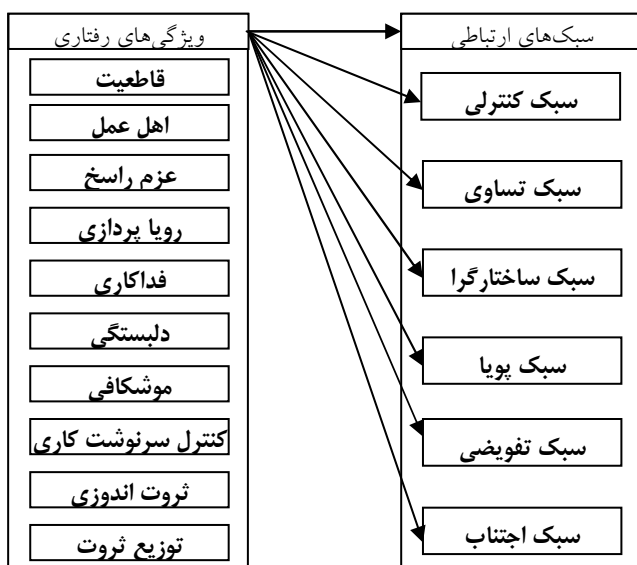 ویژگی‌های رفتاری
قاطعیت
اهل عمل
عزم راسخ
رویا پردازی
فداکاری
دلبستگی
موشکافی
کنترل سرنوشت کاری
ثروت اندوزی
توزیع ثروت
سبک‌های ارتباطی
سبک کنترلی
سبک تساوی
سبک ساختارگرا
سبک پویا
سبک تفویضی
سبک اجتناب